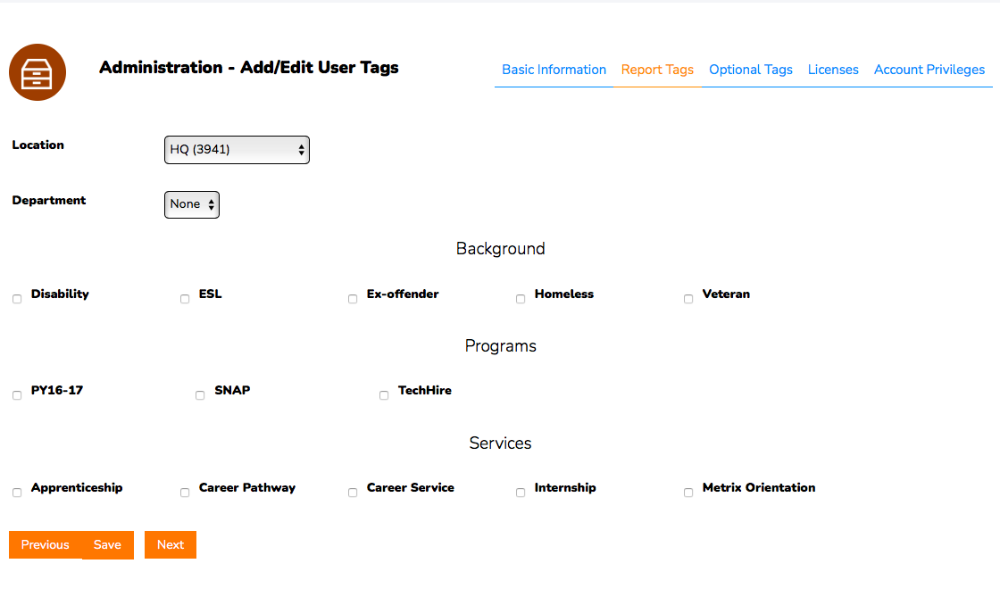 Administration - Add/Edit User Tags
Basic Information Report Tags Optional Tags Licenses Account Privileges
Location HQ (3941)
Department None
Background
Disability ESL Ex-offender Homeless Veteran
Programs
PY16-17 SNAP TechHire
Services
Apprenticeship Career Pathway Career Service Internship Metrix Orientation
Previous Save Next